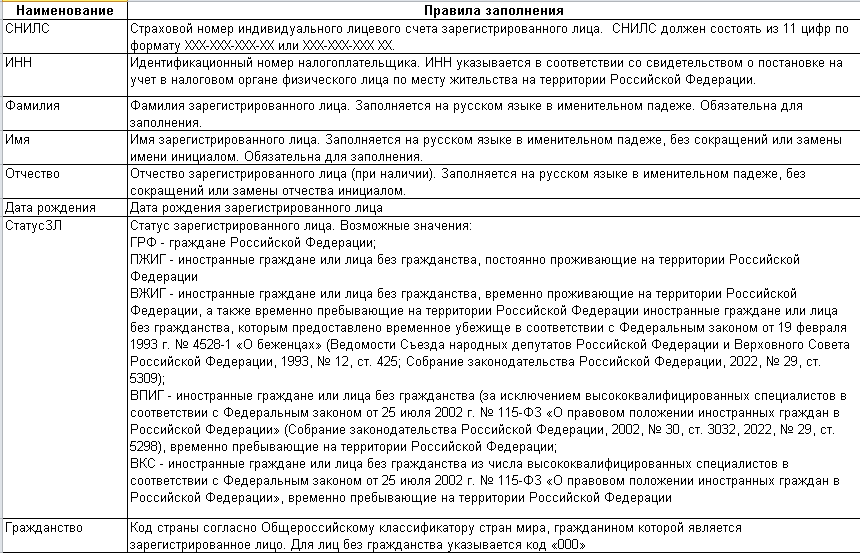 Наименование Правила заполнения
СНИЛС Страховой номер индивидуального лицевого счета зарегистрированного лица. СНИЛС должен состоять из 11 цифр по
формату XXX-XXX-XXX-XX или XXX-XXX-XXX XX.
ИНН Идентификационный номер налогоплательщика. ИНН указывается в соответствии со свидетельством о постановке на
учет в налоговом органе физического лица по месту жительства на территории Российской Федерации.
Фамилия Фамилия зарегистрированного лица. Заполняется на русском языке в именительном падеже. Обязательна для
заполнения.
Имя Имя зарегистрированного лица. Заполняется на русском языке в именительном падеже, без сокращений или замены
имени инициалом. Обязательна для заполнения.
Отчество Отчество зарегистрированного лица (при наличии). Заполняется на русском языке в именительном падеже, без
сокращений или замены отчества инициалом.
Дата рождения Дата рождения зарегистрированного лица
СтатусЗЛ Статус зарегистрированного лица. Возможные значения:
ГРФ - граждане Российской Федерации;
ПЖИГ - иностранные граждане или лица без гражданства, постоянно проживающие на территории Российской
Федерации
ВЖИГ - иностранные граждане или лица без гражданства, временно проживающие на территории Российской
Федерации, а также временно пребывающие на территории Российской Федерации иностранные граждане или лица
без гражданства, которым предоставлено временное убежище в соответствии с Федеральным законом от 19 февраля
1993 г. № 4528-1 «О беженцах» (Ведомости Съезда народных депутатов Российской Федерации и Верховного Совета
Российской Федерации, 1993, № 12, ст. 425; Собрание законодательства Российской Федерации, 2022, № 29, ст.
5309);
ВПИГ - иностранные граждане или лица без гражданства (за исключением высококвалифицированных специалистов в
соответствии с Федеральным законом от 25 июля 2002 г. № 115-ФЗ «О правовом положении иностранных граждан в
Российской Федерации» (Собрание законодательства Российской Федерации, 2002, № 30, ст. 3032, 2022, № 29, ст.
5298), временно пребывающие на территории Российской Федерации;
ВКС - иностранные граждане или лица без гражданства из числа высококвалифицированных специалистов в
соответствии с Федеральным законом от 25 июля 2002 г. № 115-ФЗ «О правовом положении иностранных граждан в
Российской Федерации», временно пребывающие на территории Российской Федерации
Гражданство Код страны согласно Общероссийскому классификатору стран мира, гражданином которой является
зарегистрированное лицо. Для лиц без гражданства указывается код «000»